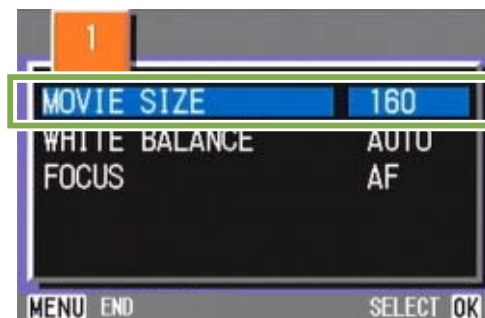 1
MOVIE SIZE 160
WHITE BALANCE AUTO
FOCUS AF
MENU END SELECT OK